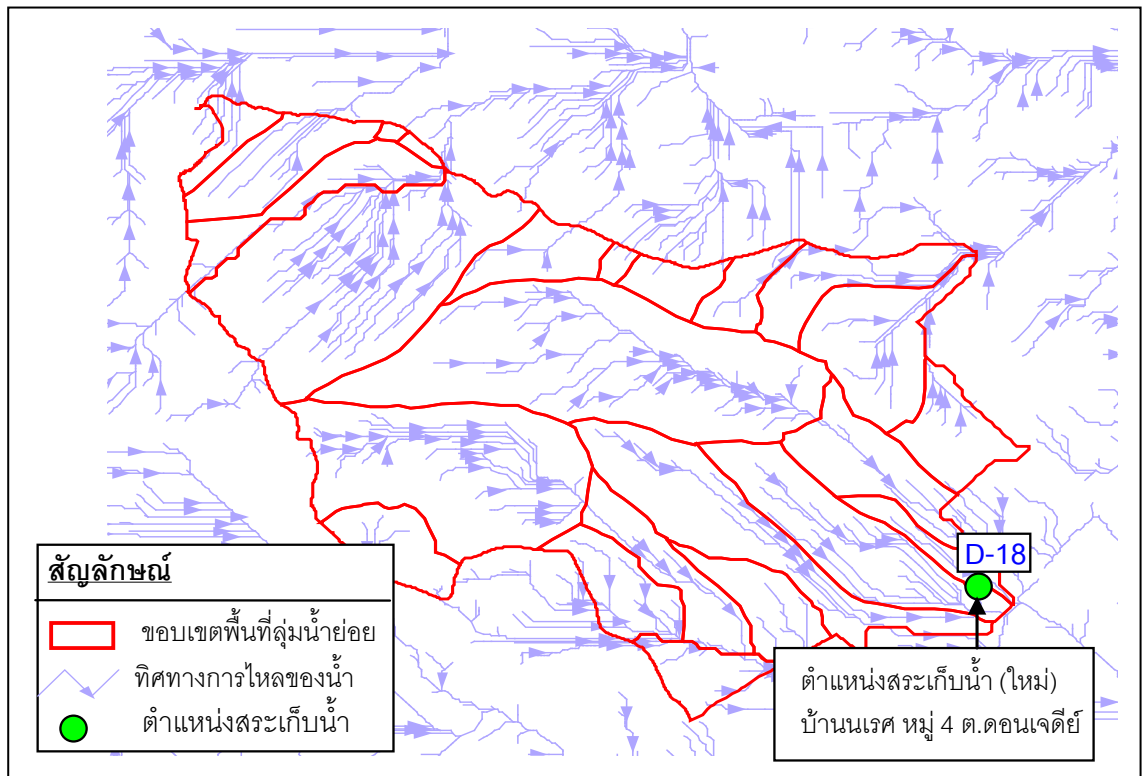 D-18
สัญลักษณ์
ขอบเขตพื้นที่ลุ่มน้ำย่อย
ทิศทางการไหลของน้ำ
ตำแหน่งสระเก็บน้ำ
ตำแหน่งสระเก็บน้ำ (ใหม่)
บ้านนเรศ หมู่ 4 ต.ดอนเจดีย์